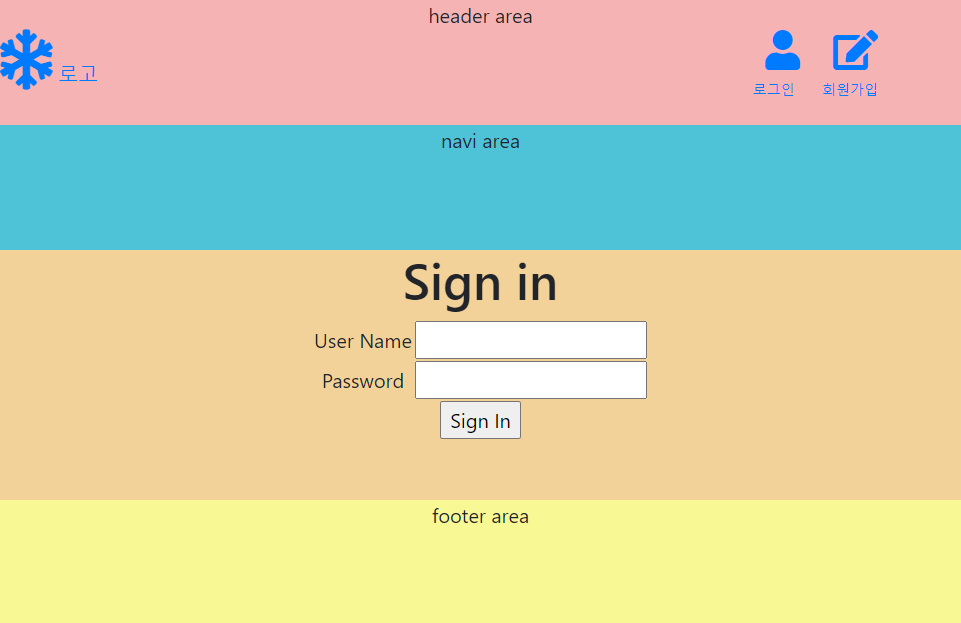 header area
로고
로그인 회원가입
navi area
Sign in
User Name
Password
Sign In
footer area